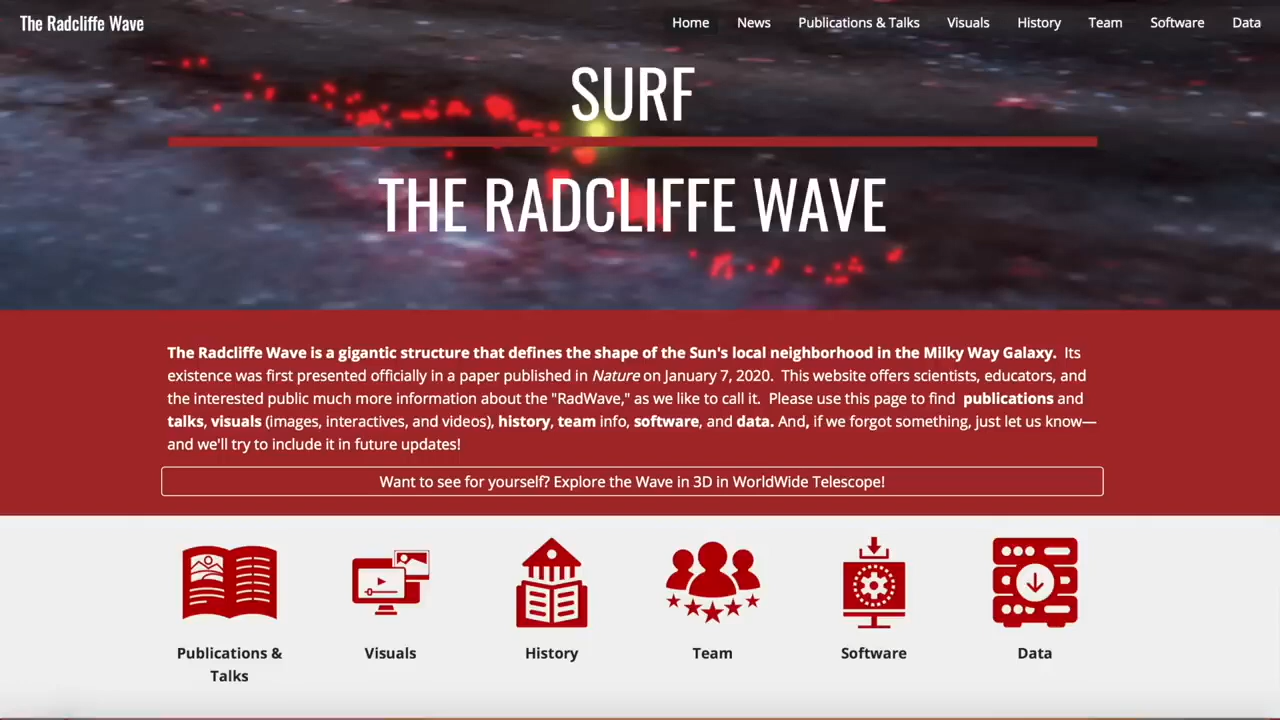 The Radcliffe Wave
Home News Publications & Talks Visuals History Team Software Data
SURF
THE RADCLIFFE WAVE
The Radcliffe Wave is a gigantic structure that defines the shape of the Sun's local neighborhood in the Milky Way Galaxy. Its
existence was first presented officially in a paper published in Nature on January 7, 2020. This website offers scientists, educators, and
the interested public much more information about the "RadWave," as we like to call it. Please use this page to find publications and
talks, visuals (images, interactives, and videos), history, team info, software, and data. And, if we forgot something, just let us know—
and we'll try to include it in future updates!
Want to see for yourself? Explore the Wave in 3D in WorldWide Telescope!
Publications &
Talks
Visuals
History
Team
Software
Data